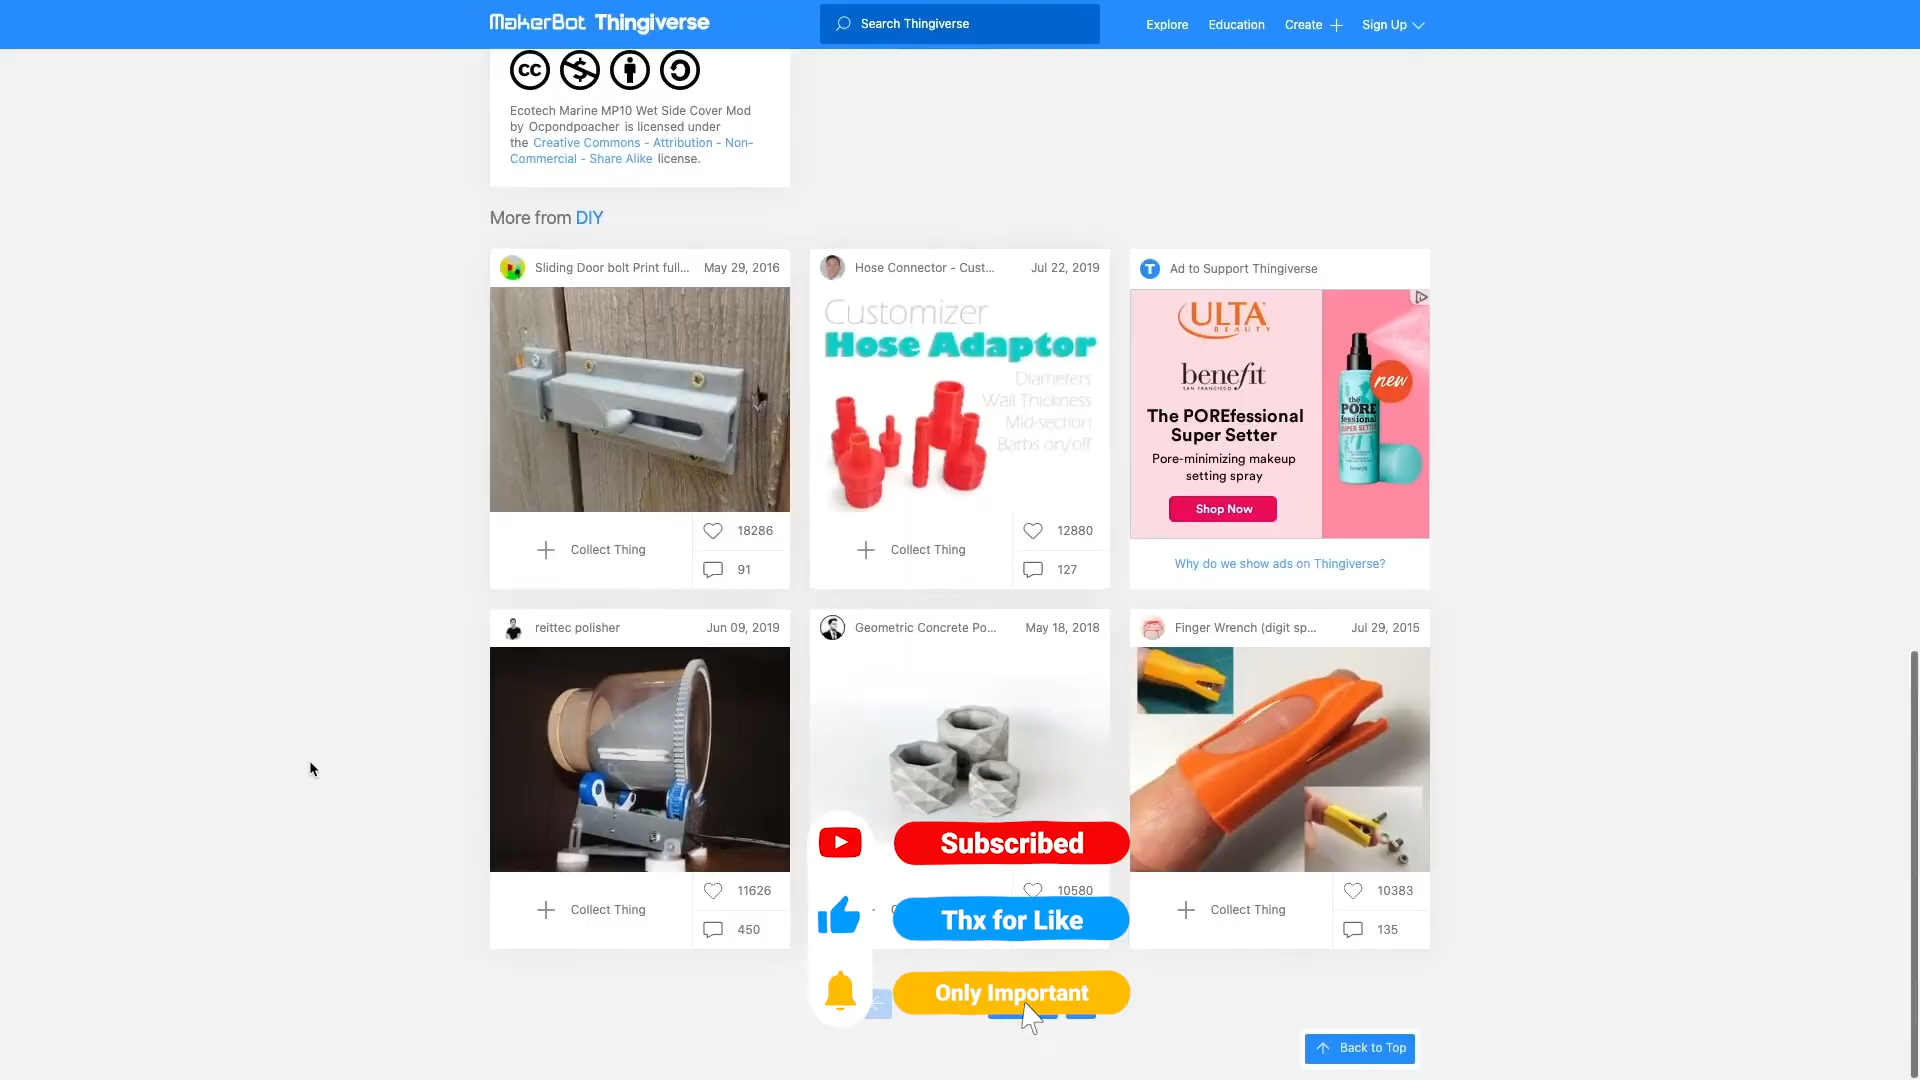 MakerBot Thingiverse
Search Thingiverse
Explore
Education
Create
Sign Up
Ecotech Marine MP10 Wet Side Cover Mod
by Ocpondpoacher is licensed under
the Creative Commons - Attribution - Non-
Commercial - Share Alike license.
More from DIY
Sliding Door bolt Print full...
May 29, 2016
Collect Thing
18286
91
Hose Connector - Cust...
Jul 22, 2019
Customizer
Hose Adaptor
Diameters
Wall Thickness
Mid-section
Barbs on/off
Collect Thing
12880
127
Ad to Support Thingiverse
ULTA
BEAUTY
benefit
SAN FRANCISCO
The POREfessional
Super Setter
Pore-minimizing makeup
setting spray
Shop Now
new
the
PORE
fessional
SUPER SETTER
benefit
Why do we show ads on Thingiverse?
reittec polisher
Jun 09, 2019
Collect Thing
11626
450
Geometric Concrete Po...
May 18, 2018
10580
Finger Wrench (digit sp...
Jul 29, 2015
Collect Thing
10383
135
Subscribed
Thx for Like
Only Important
Back to Top